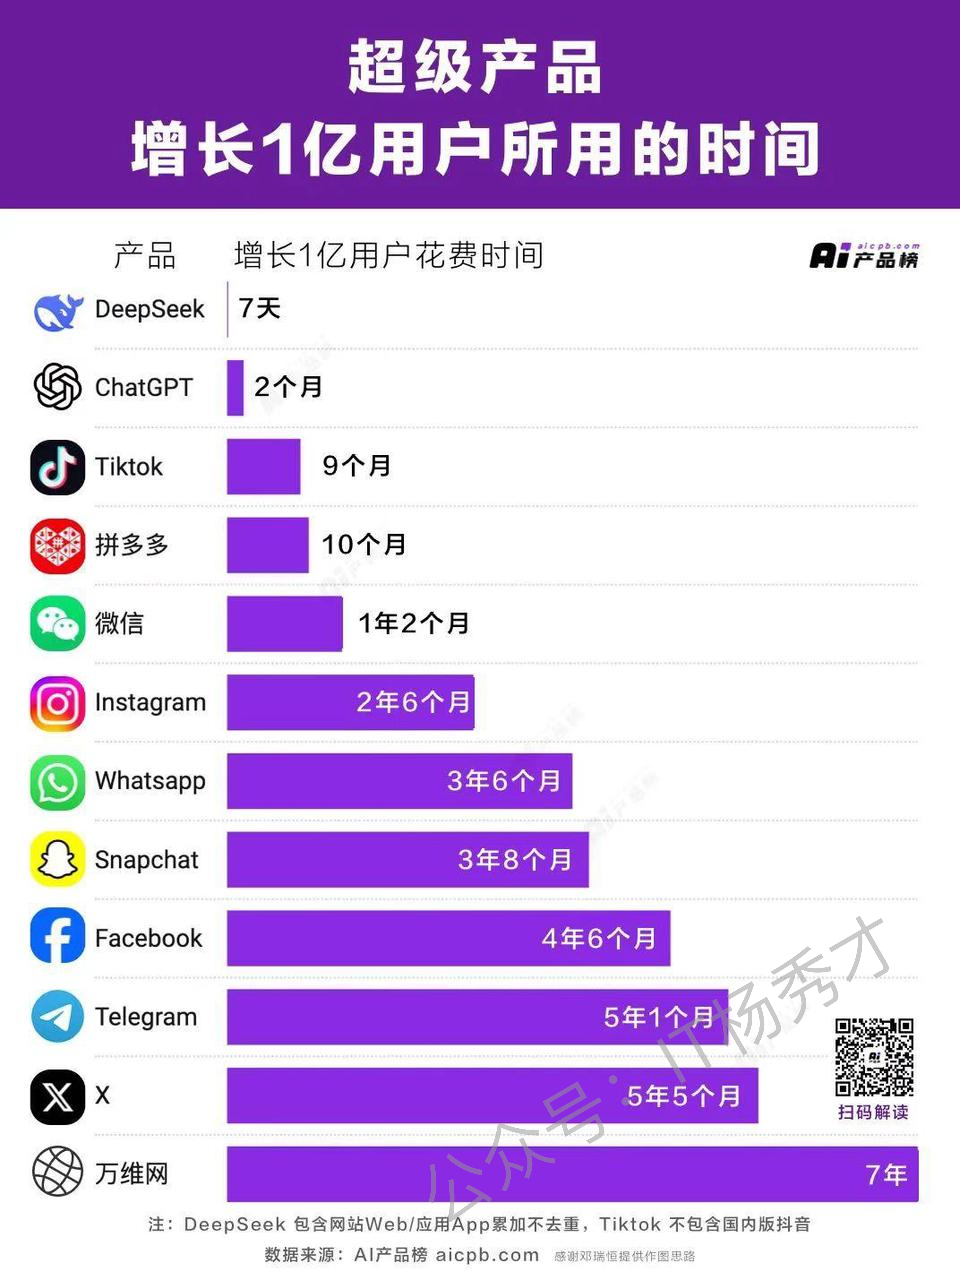 超级产品
增长1亿用户所用的时间
产品 增长1亿用户花费时间
aicpb.com
Ai产品榜
DeepSeek 7天
ChatGPT 2个月
Tiktok 9个月
拼多多 10个月
微信 1年2个月
Instagram 2年6个月
Whatsapp 3年6个月
Snapchat 3年8个月
Facebook 4年6个月
Telegram 5年1个月
X 5年5个月
扫码解读
万维网 7年
公众号：IT杨秀才
注：DeepSeek 包含网站Web/应用App累加不去重，Tiktok 不包含国内版抖音
数据来源：AI产品榜 aicpb.com 感谢邓瑞恒提供作图思路